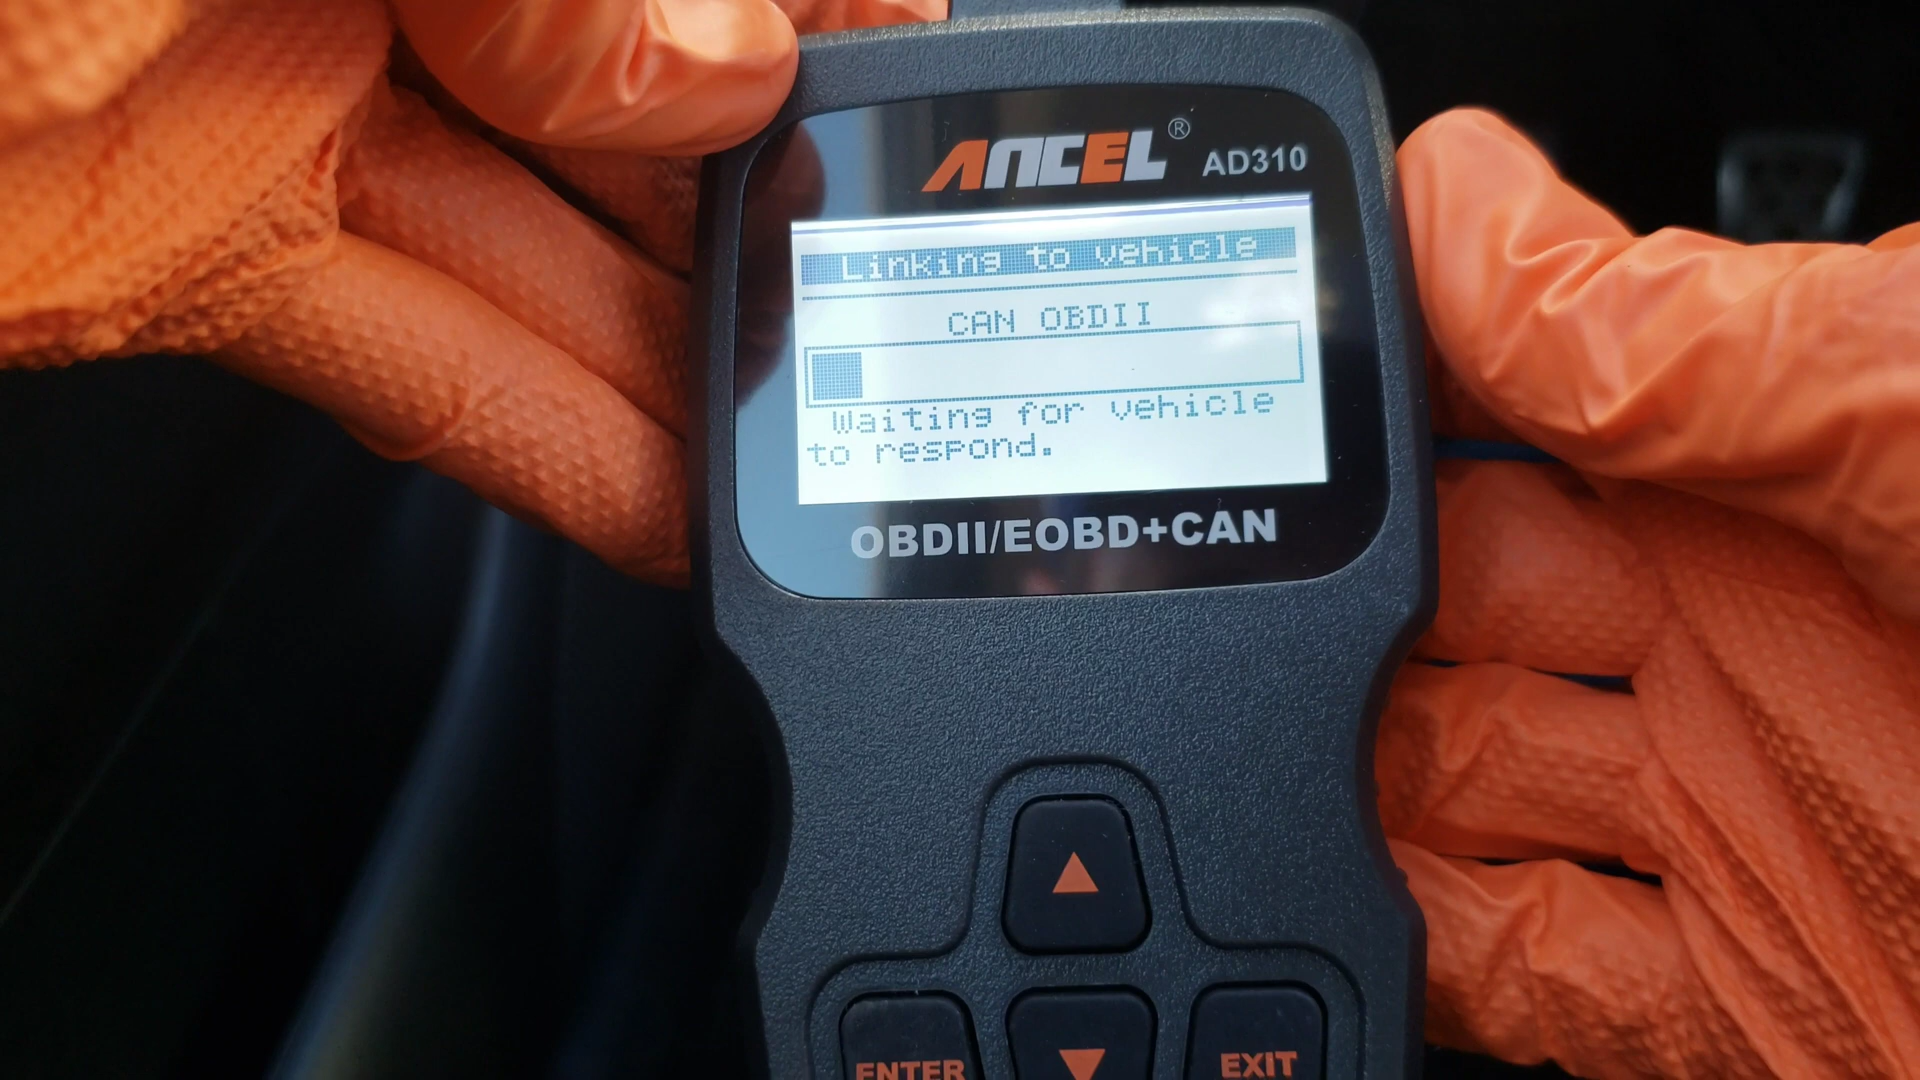 ANCEL® AD310
Linking to vehicle
CAN OBDII
Waiting for vehicle
to respond.
OBDII/EOBD+CAN
ENTER
EXIT